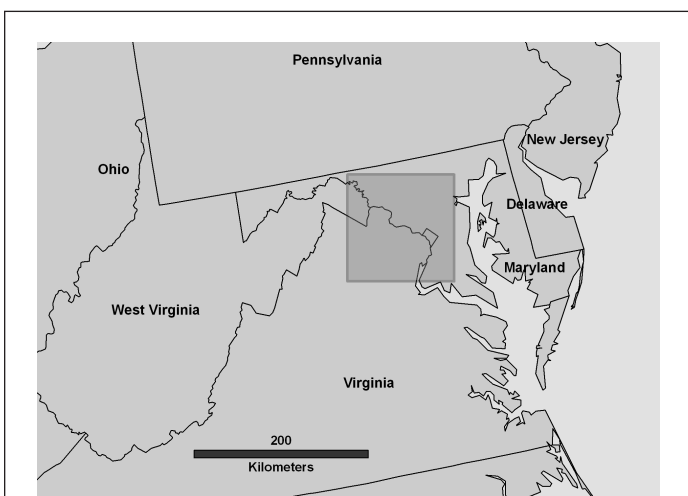 Pennsylvania
New Jersey
Ohio
Delaware
Maryland
West Virginia
Virginia
200
Kilometers